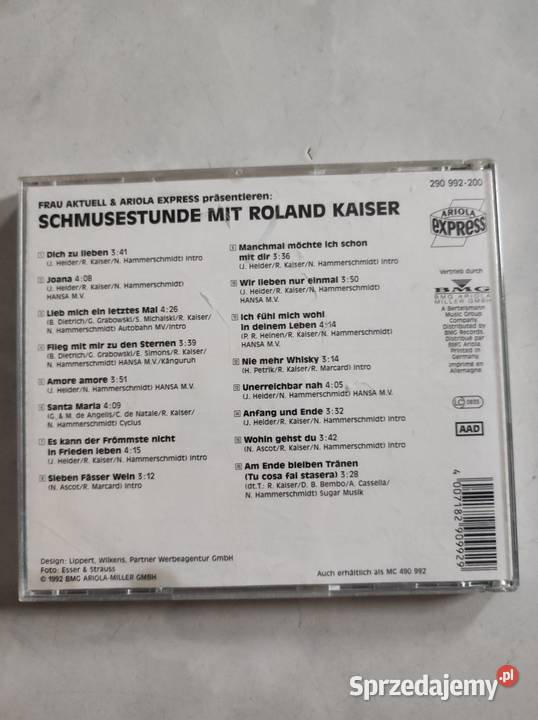 FRAU AKTUELL & ARIOLA EXPRESS präsentieren:
SCHMUSESTUNDE MIT ROLAND KAISER
Dich zu lieben 3:41
(J. Heider/R. Kaiser/N. Hammerschmidt) Intro
Joana 4:08
(J. Heider/R. Kaiser/N. Hammerschmidt)
HANSA M.V.
Lieb mich ein letztes Mal 4:26
(B. Dietrich/G. Grabowski/S. Michalski/R. Kaiser/
N. Hammerschmidt) Autobahn MV/Intro
Flieg mit mir zu den Sternen 3:39
(B. Dietrich/G. Grabowski/E. Simons/R. Kaiser/
N. Hammerschmidt) HANSA M.V./Känguruh
Amore amore 3:51
(J. Heider/N. Hammerschmidt) HANSA M.V.
Santa Maria 4:09
(G. & M. de Angelis/C. de Natale/R. Kaiser/
N. Hammerschmidt) Cyclus
Es kann der Frömmste nicht
in Frieden leben 4:15
(J. Heider/R. Kaiser/N. Hammerschmidt) Intro
Sieben Fässer Wein 3:12
(N. Ascot/R. Marcard) Intro
Manchmal möchte ich schon
mit dir 3:36
(J. Heider/R. Kaiser/N. Hammerschmidt) Intro
Wir lieben nur einmal 3:50
(J. Heider/R. Kaiser/N. Hammerschmidt)
HANSA M.V.
Ich fühl mich wohl
in deinem Leben 4:14
(P. R. Heinen/R. Kaiser/N. Hammerschmidt)
HANSA M.V.
Nie mehr Whisky 3:14
(H. Petrik/R. Kaiser/R. Marcard) Intro
Unerreichbar nah 4:05
(J. Heider/N. Hammerschmidt) HANSA M.V.
Anfang und Ende 3:32
(J. Heider/R. Kaiser/N. Hammerschmidt) Intro
Wohin gehst du 3:42
(N. Ascot/R. Kaiser/N. Hammerschmidt) Intro
Am Ende bleiben Tränen
(Tu cosa fai stasera) 3:28
(dt.T.: R. Kaiser/D. B. Bembo/A. Casella/
N. Hammerschmidt) Sugar Musik
290 992-200
ARIOLA
EXPRESS
Vertrieb durch
BMG
BMG ARIOLA
MILLER GMBH
A Bertelsmann
Music Group
Company.
Distributed by
BMG Records.
Distribué par
BMG Ariola.
Printed in
Germany
Imprimé en
Allemagne
LC
AAD
4 007182 909929
Design: Lippert, Wilkens, Partner Werbeagentur GmbH
Foto: Esser & Strauss
© 1992 BMG ARIOLA-MILLER GMBH
Auch erhältlich als MC 490 992
Sprzedajemy.pl